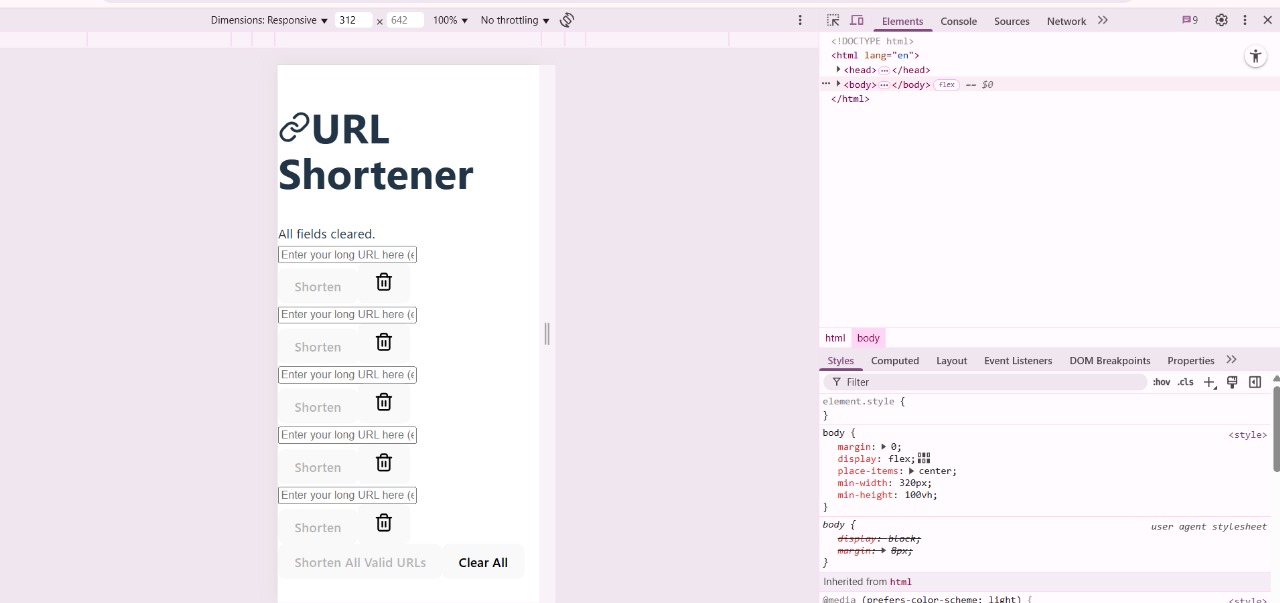 Dimensions: Responsive ▼ 312 × 642 100% ▼ No throttling ▼
Elements Console Sources Network 9
<!DOCTYPE html>
<html lang="en">
<head> ⋯ </head>
⋯ <body> ⋯ </body> flex == $0
</html>
URL
Shortener
All fields cleared.
Enter your long URL here (e
Shorten
Enter your long URL here (e
Shorten
Enter your long URL here (e
Shorten
Enter your long URL here (e
Shorten
Enter your long URL here (e
Shorten
Shorten All Valid URLs Clear All
html body
Styles Computed Layout Event Listeners DOM Breakpoints Properties
Filter :hov .cls
element.style {
}
body { <style>
margin: 0;
display: flex;
place-items: center;
min-width: 320px;
min-height: 100vh;
}
body { user agent stylesheet
display: block;
margin: 8px;
}
Inherited from html
@media (prefers-color-scheme: light) { <style>